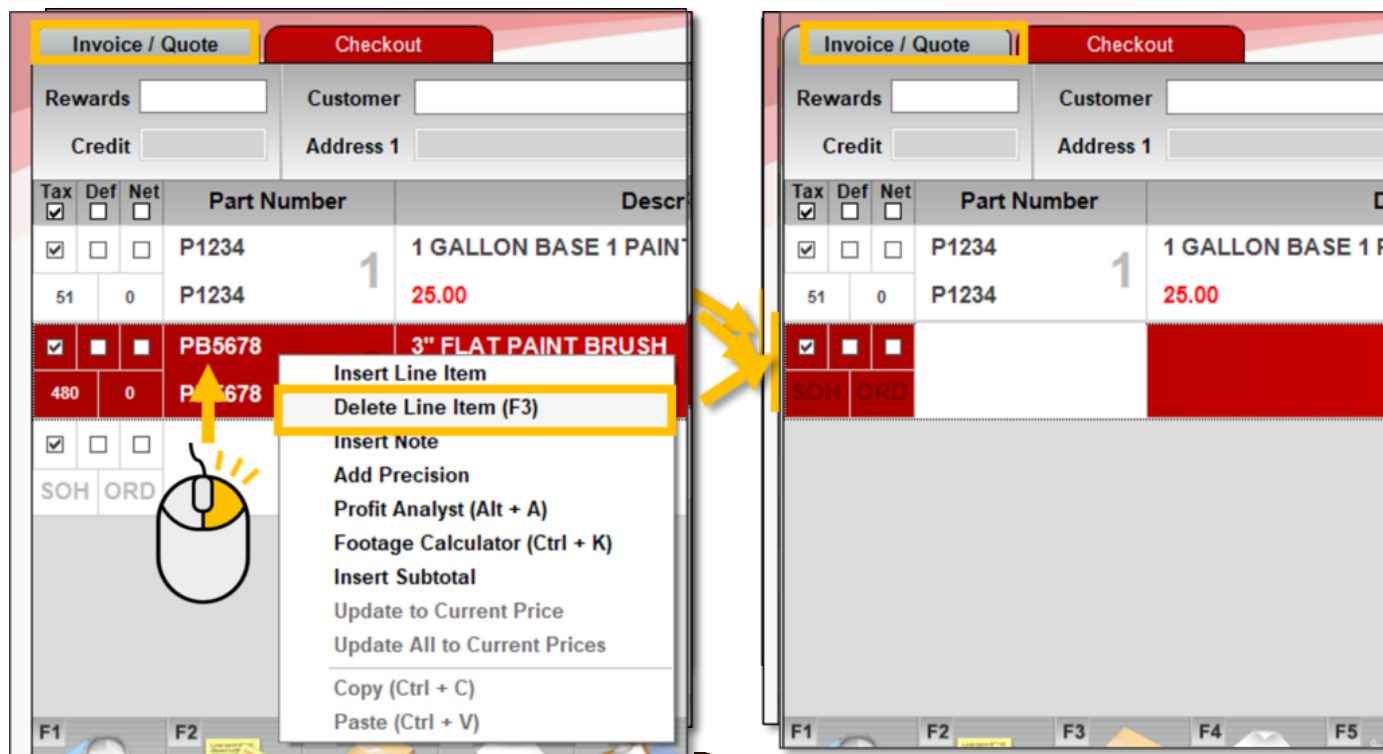 Invoice / Quote
Checkout
Rewards
Customer
Credit
Address 1
Tax Def Net
Part Number
Descr
P1234
1
1 GALLON BASE 1 PAINT
51
0
P1234
25.00
PB5678
3" FLAT PAINT BRUSH
480
0
678
SOH ORD
Insert Line Item
Delete Line Item (F3)
Insert Note
Add Precision
Profit Analyst (Alt + A)
Footage Calculator (Ctrl + K)
Insert Subtotal
Update to Current Price
Update All to Current Prices
Copy (Ctrl + C)
Paste (Ctrl + V)
F1
F2
Invoice / Quote
Checkout
Rewards
Customer
Credit
Address 1
Tax Def Net
Part Number
D
P1234
1
1 GALLON BASE 1 P
51
0
P1234
25.00
SOH ORD
F1
F2
F3
F4
F5